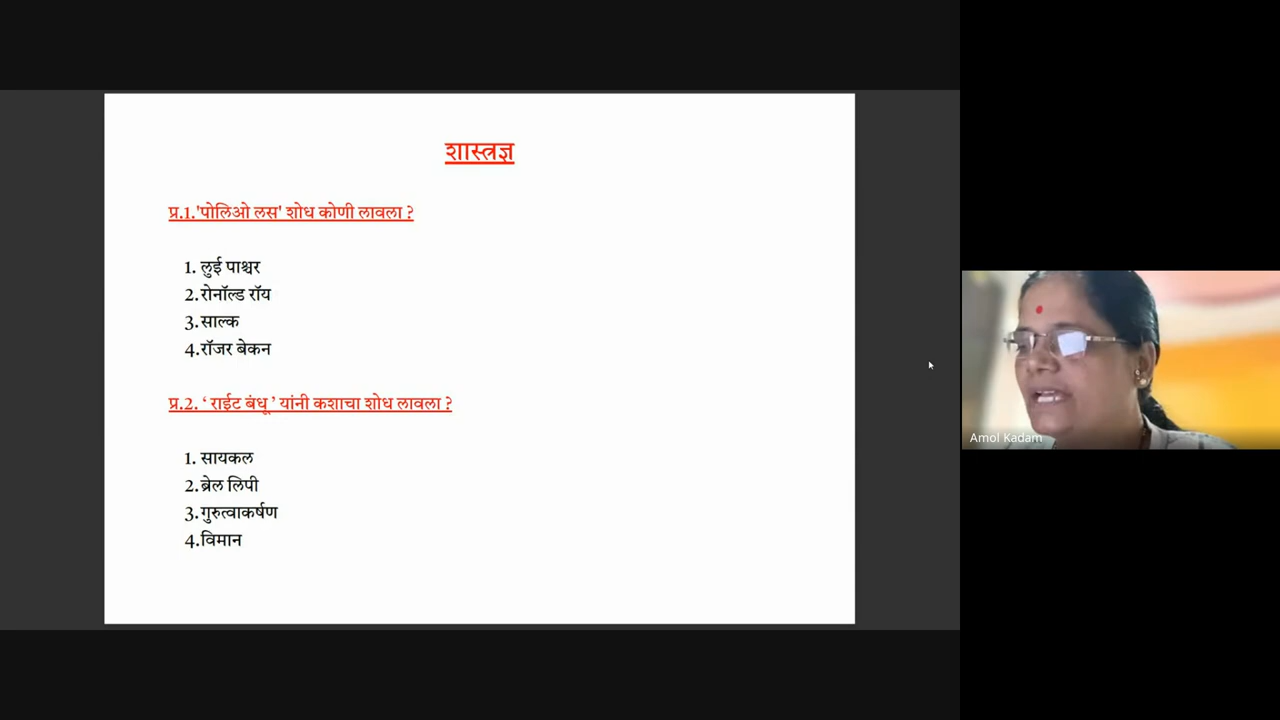 शास्त्रज्ञ
प्र.1.'पोलिओ लस' शोध कोणी लावला ?
1. लुई पाश्चर
2.रोनॉल्ड रॉय
3.साल्क
4.रॉजर बेकन
प्र.2. ‘ राईट बंधू ’ यांनी कशाचा शोध लावला ?
1. सायकल
2.ब्रेल लिपी
3.गुरुत्वाकर्षण
4.विमान
Amol Kadam